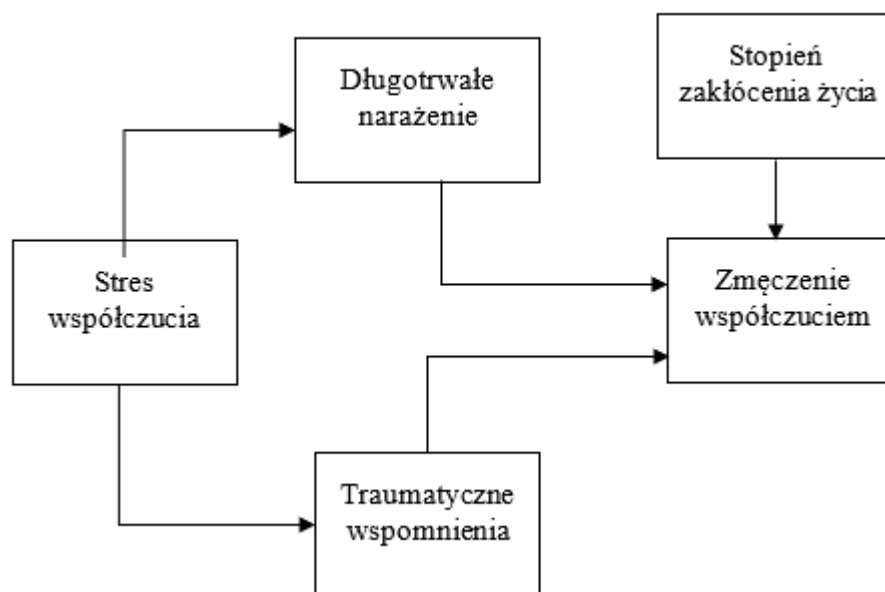 Długotrwałe
narażenie
Stopień
zakłócenia życia
Stres
współczucia
Zmęczenie
współczuciem
Traumatyczne
wspomnienia